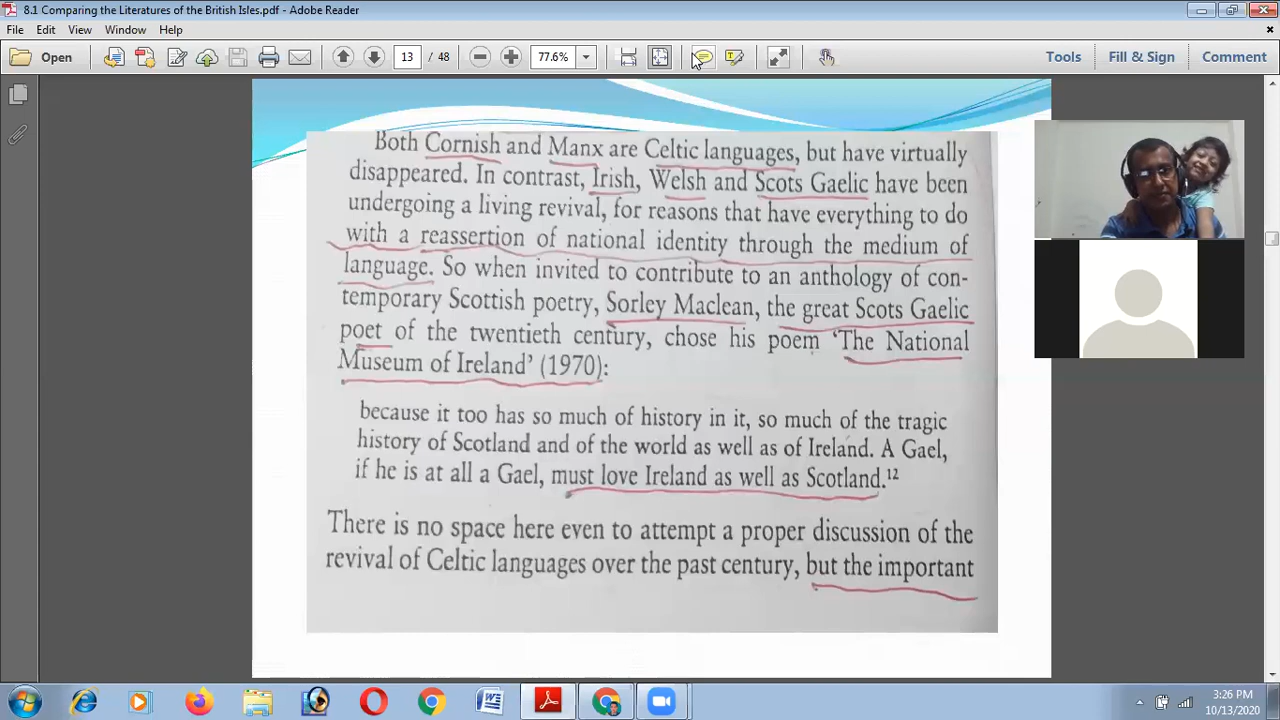 8.1 Comparing the Literatures of the British Isles.pdf - Adobe Reader
File Edit View Window Help
Open 13 / 48 77.6% Tools Fill & Sign Comment
Both Cornish and Manx are Celtic languages, but have virtually
disappeared. In contrast, Irish, Welsh and Scots Gaelic have been
undergoing a living revival, for reasons that have everything to do
with a reassertion of national identity through the medium of
language. So when invited to contribute to an anthology of con-
temporary Scottish poetry, Sorley Maclean, the great Scots Gaelic
poet of the twentieth century, chose his poem ‘The National
Museum of Ireland’ (1970):
because it too has so much of history in it, so much of the tragic
history of Scotland and of the world as well as of Ireland. A Gael,
if he is at all a Gael, must love Ireland as well as Scotland.¹²
There is no space here even to attempt a proper discussion of the
revival of Celtic languages over the past century, but the important
3:26 PM
10/13/2020